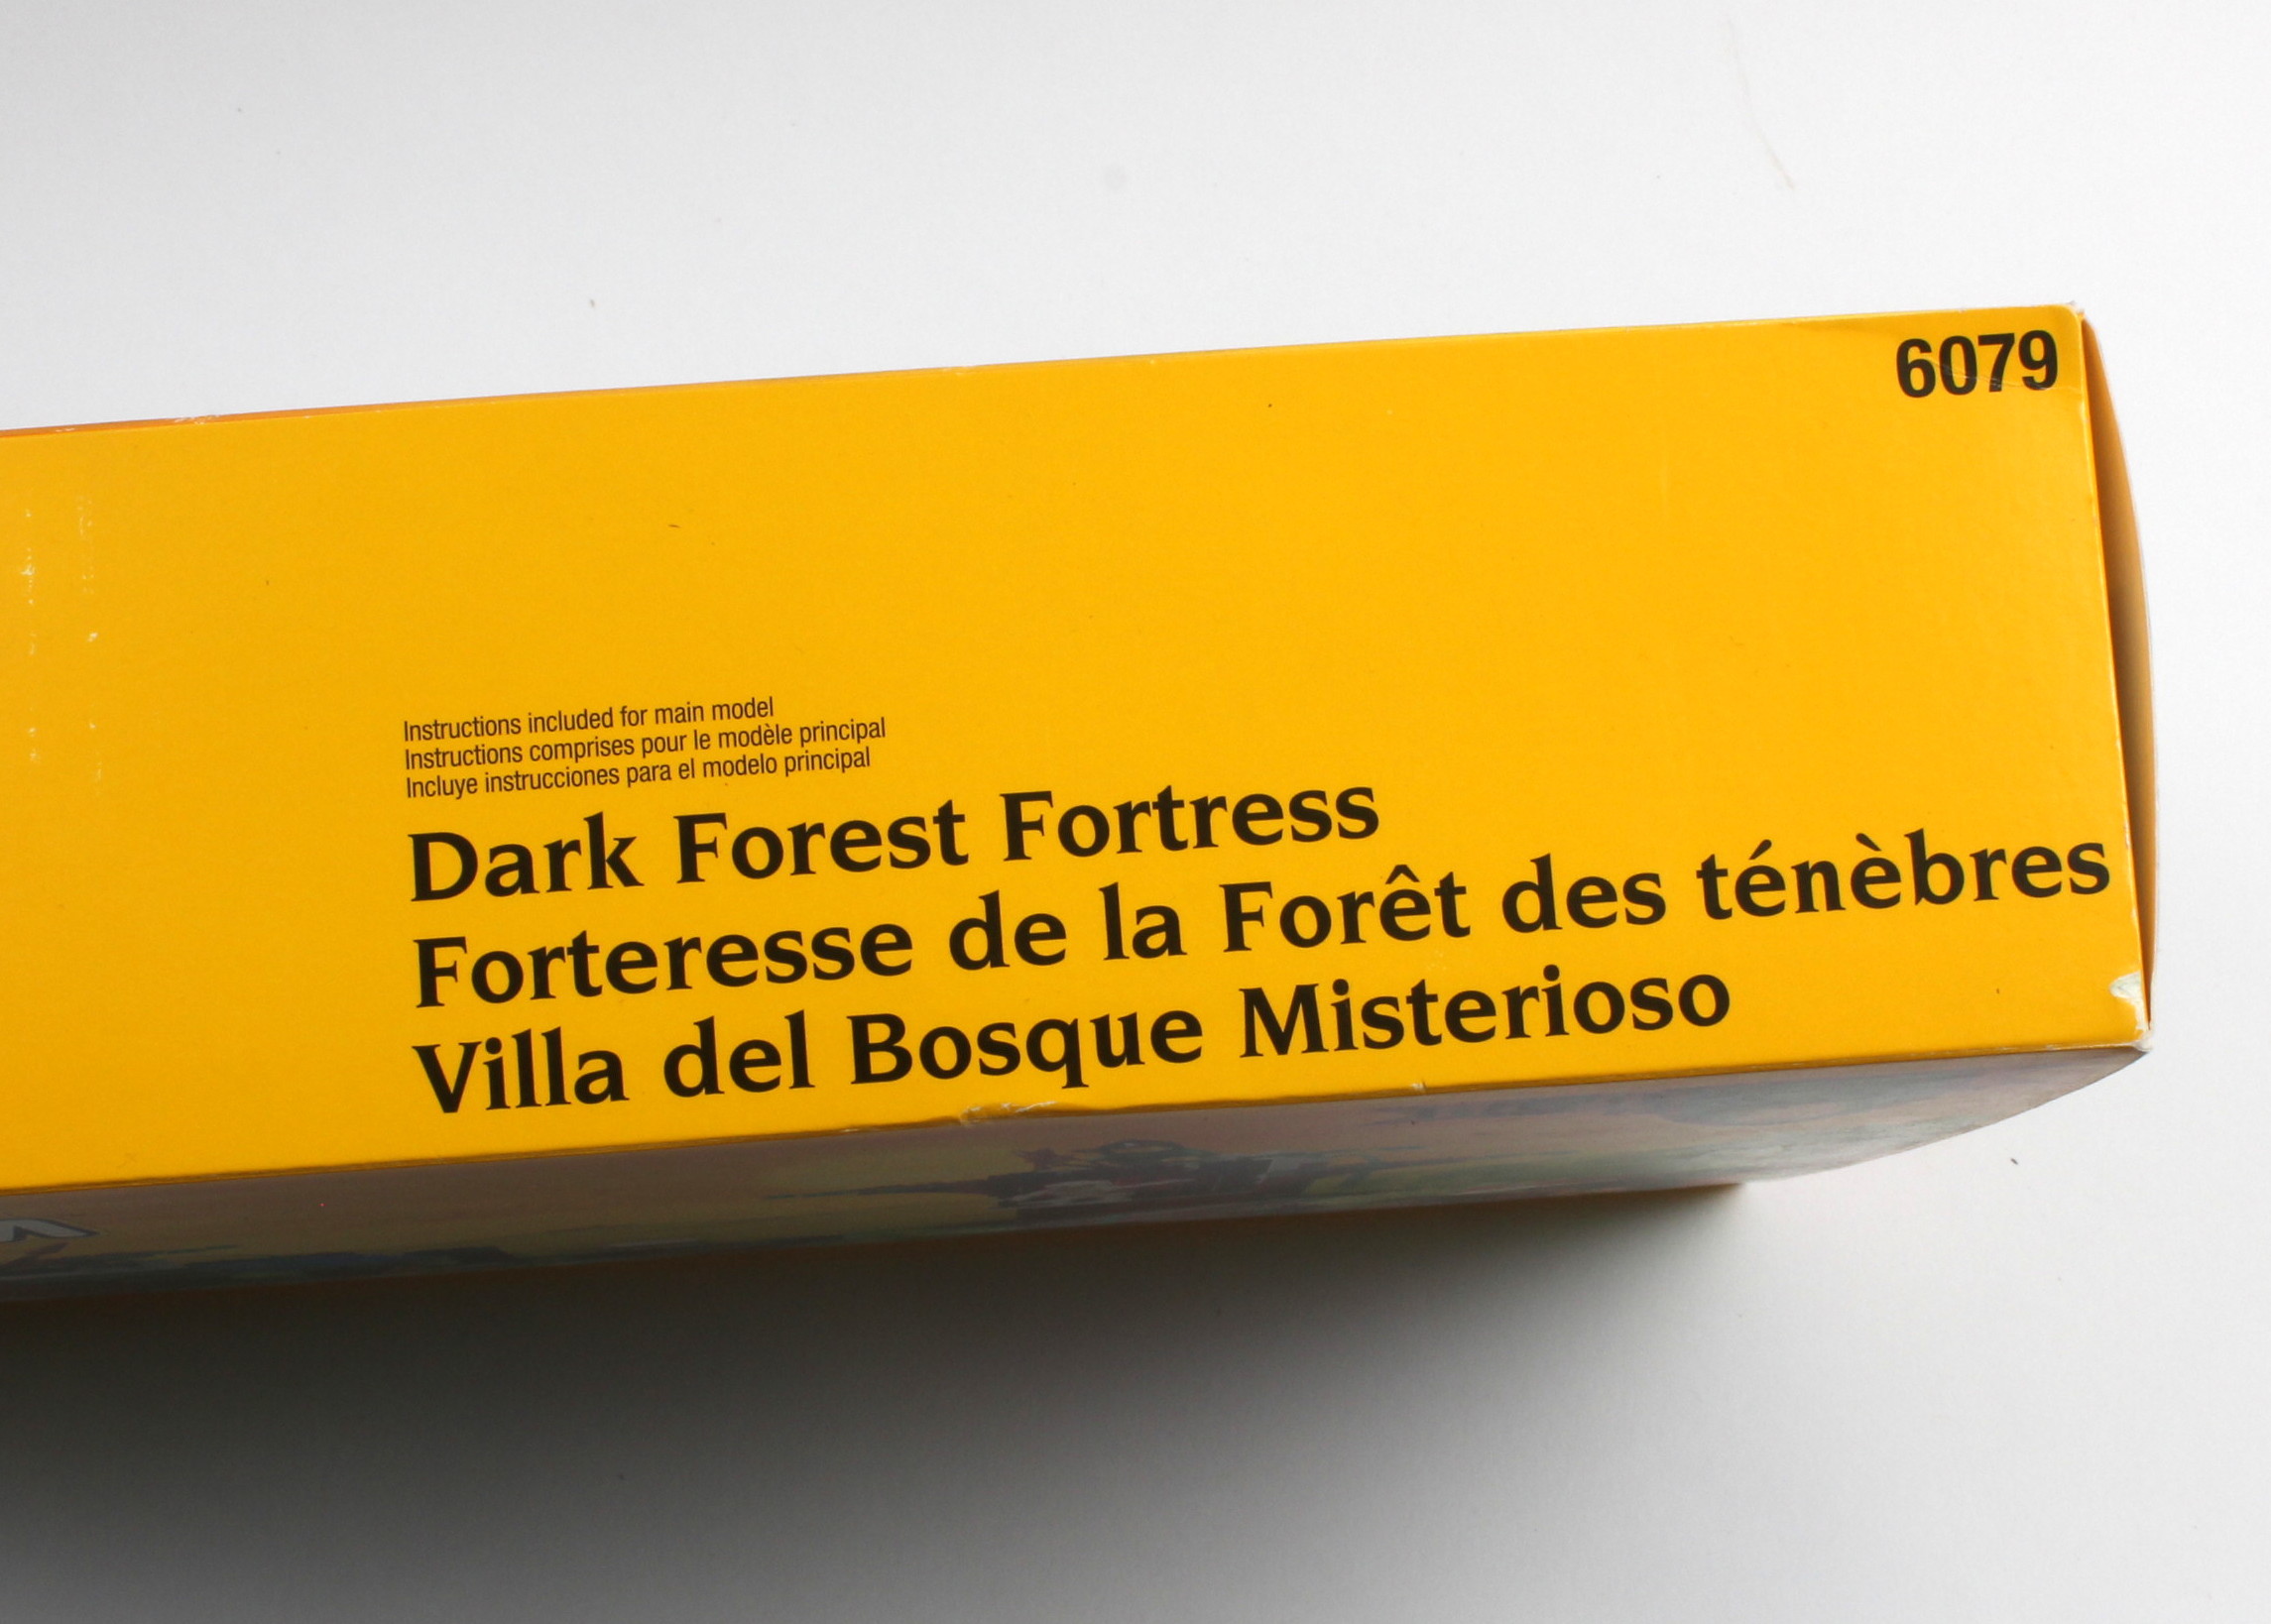 6079
Instructions included for main model
Instructions comprises pour le modèle principal
Incluye instrucciones para el modelo principal
Dark Forest Fortress
Forteresse de la Forêt des ténèbres
Villa del Bosque Misterioso